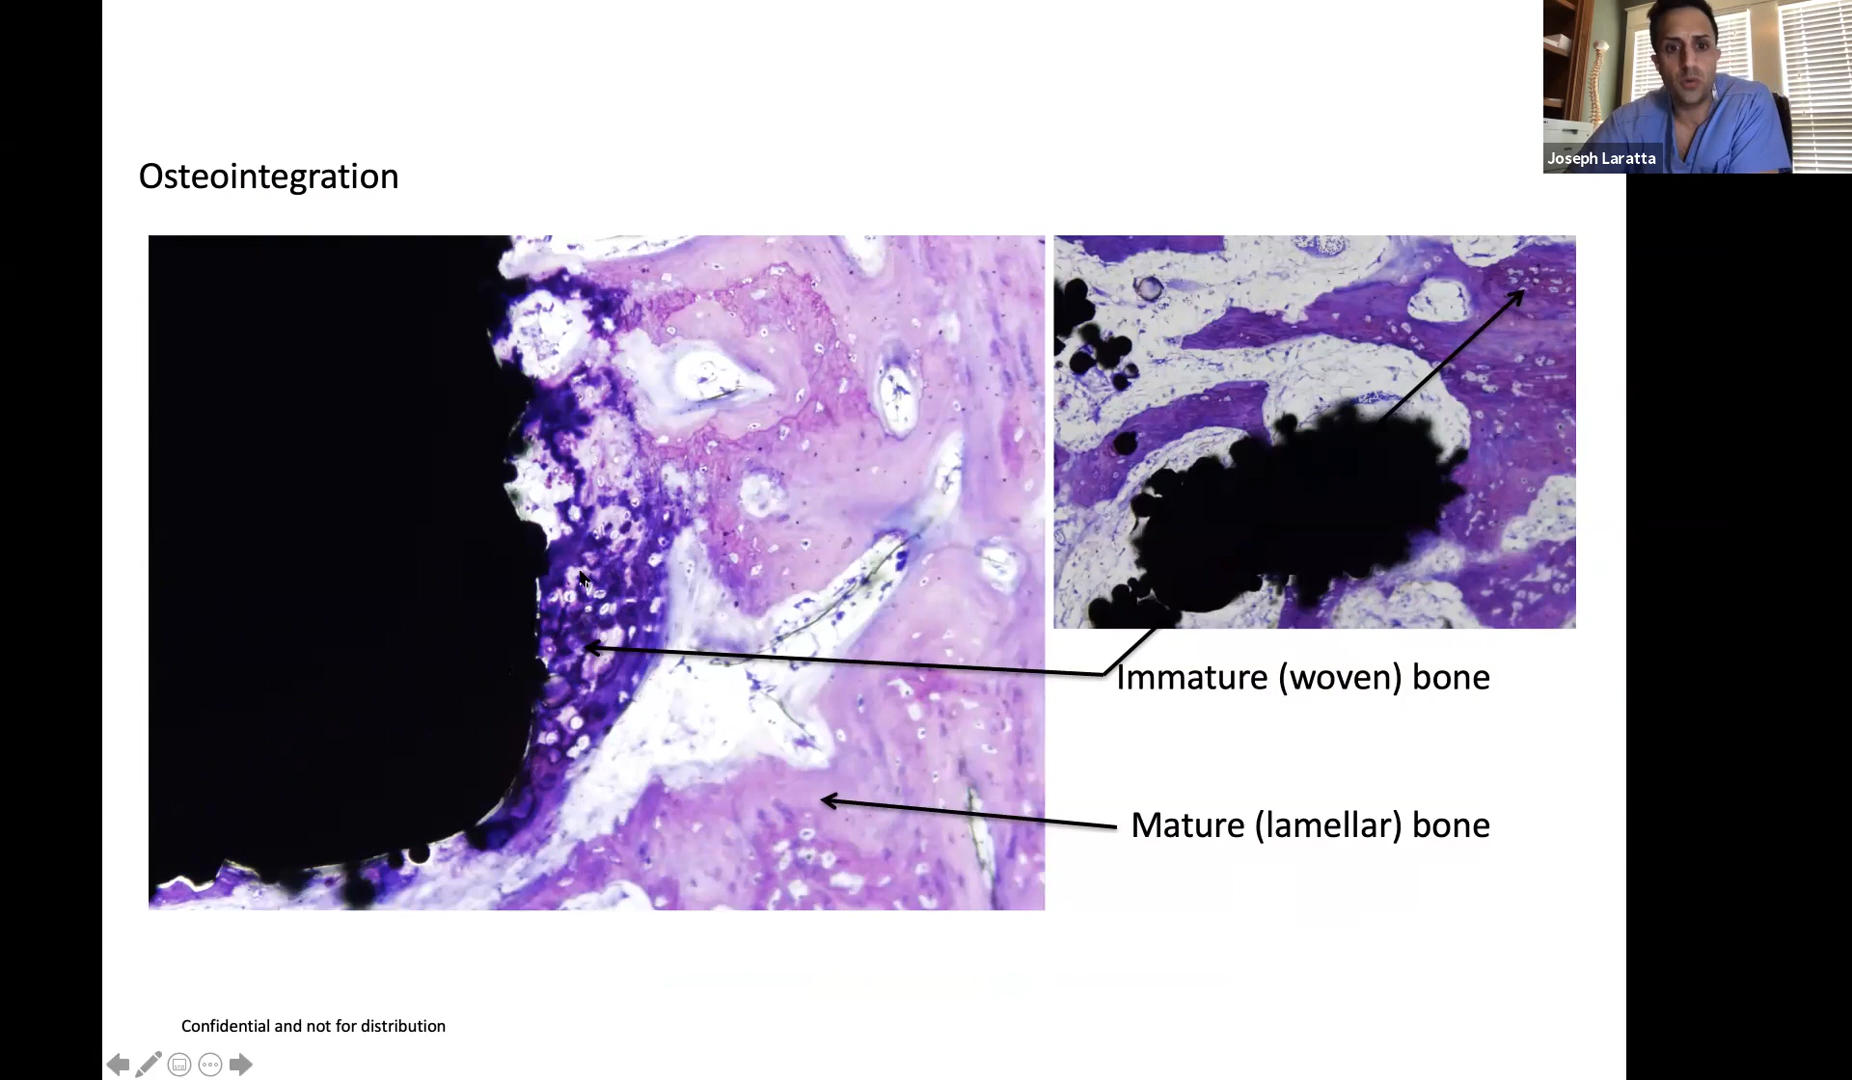 Joseph Laratta
Osteointegration
Immature (woven) bone
Mature (lamellar) bone
Confidential and not for distribution